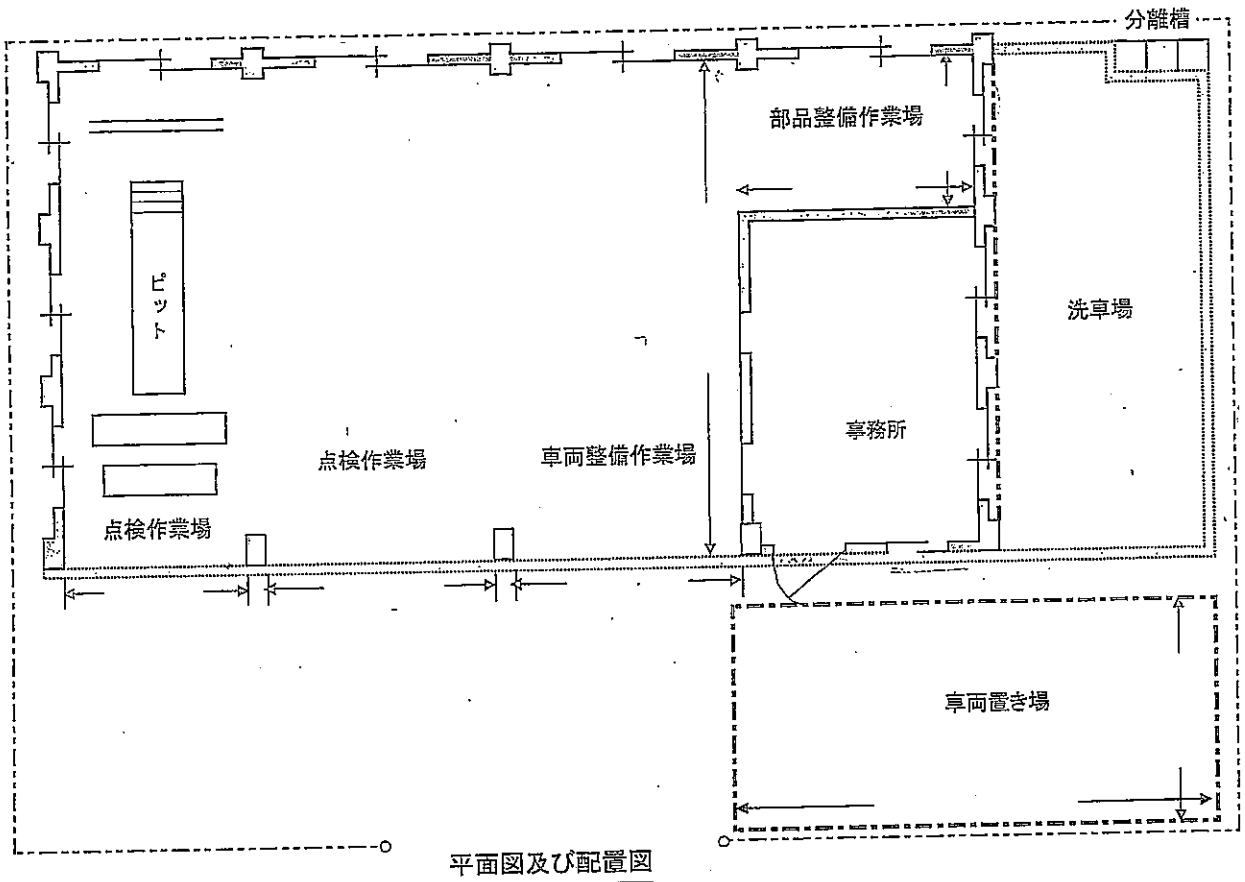 分離槽
部品整備作業場
ピット
洗車場
事務所
点検作業場
車両整備作業場
点検作業場
車両置き場
平面図及び配置図